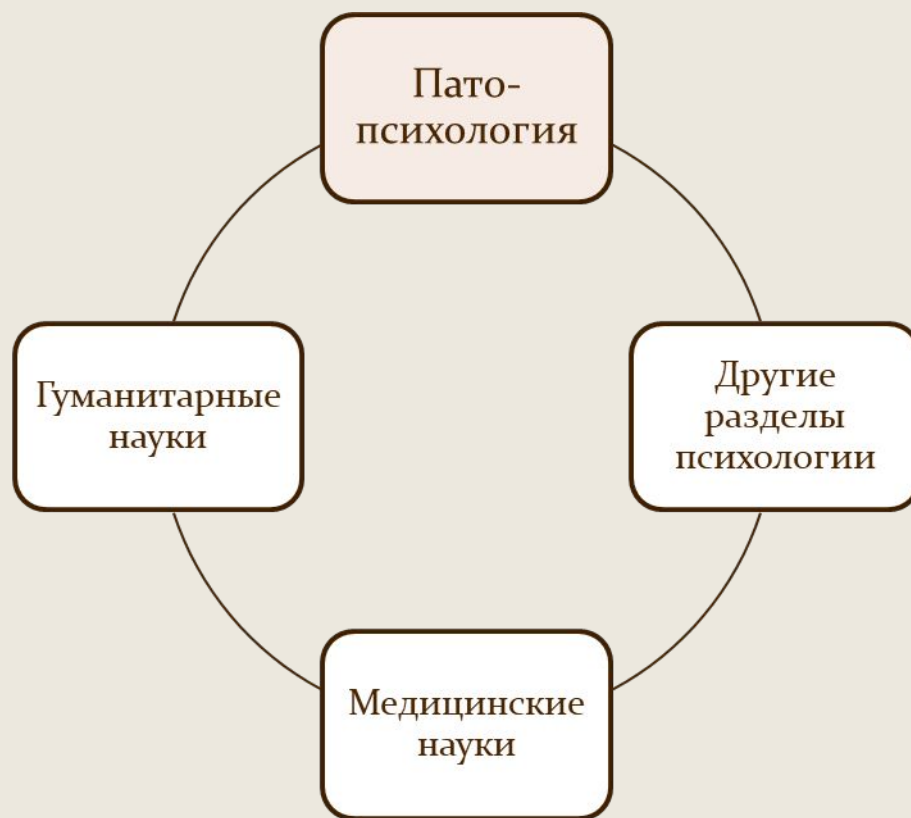 Пато-
психология
Гуманитарные
науки
Другие
разделы
психологии
Медицинские
науки